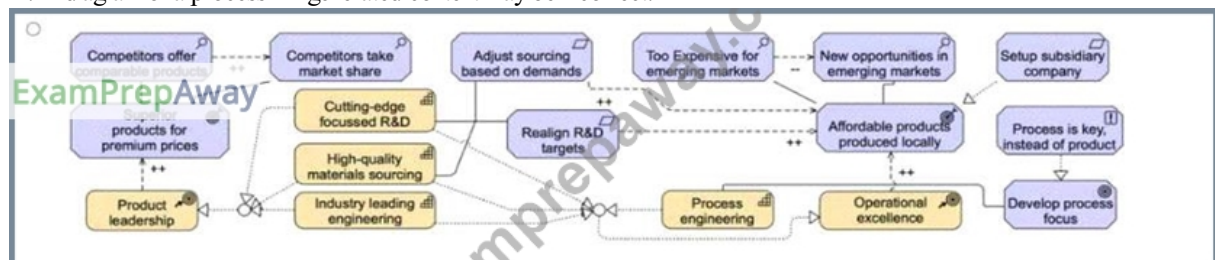 Competitors offer
comparable products
++
Competitors take
market share
Adjust sourcing
based on demands
Too Expensive for
emerging markets
--
New opportunities in
emerging markets
Setup subsidiary
company
ExamPrepAway
Superior
products for
premium prices
Cutting-edge
focussed R&D
++
Realign R&D
targets
++
Affordable products
produced locally
Process is key,
instead of product
High-quality
materials sourcing
++
++
Product
leadership
Industry leading
engineering
Process
engineering
Operational
excellence
Develop process
focus